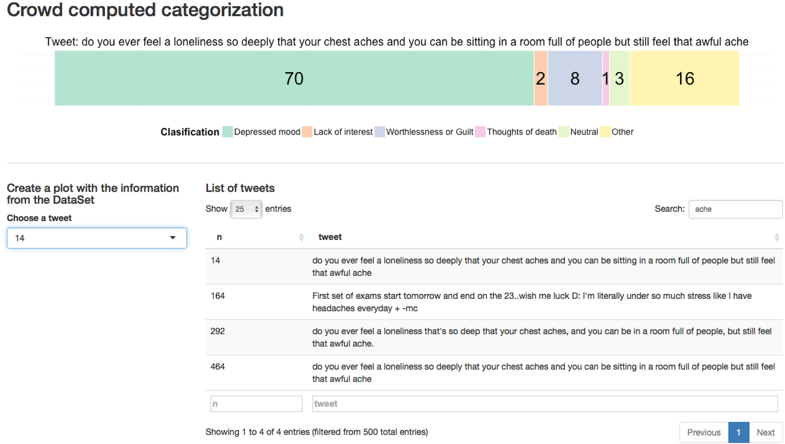 Crowd computed categorization
Tweet: do you ever feel a loneliness so deeply that your chest aches and you can be sitting in a room full of people but still feel that awful ache
70 2 8 1 3 16
Clasification Depressed mood Lack of interest Worthlessness or Guilt Thoughts of death Neutral Other
Create a plot with the information
from the DataSet
Choose a tweet
14
List of tweets
Show 25 entries
Search: ache
n tweet
14 do you ever feel a loneliness so deeply that your chest aches and you can be sitting in a room full of people but still feel
that awful ache
164 First set of exams start tomorrow and end on the 23..wish me luck D: I'm literally under so much stress like I have
headaches everyday + -mc
292 do you ever feel a loneliness that's so deep that your chest aches, and you can be in a room full of people, but still feel that
awful ache.
464 do you ever feel a loneliness so deeply that your chest aches and you can be sitting in a room full of people but still feel
that awful ache
n tweet
Showing 1 to 4 of 4 entries (filtered from 500 total entries)
Previous 1 Next